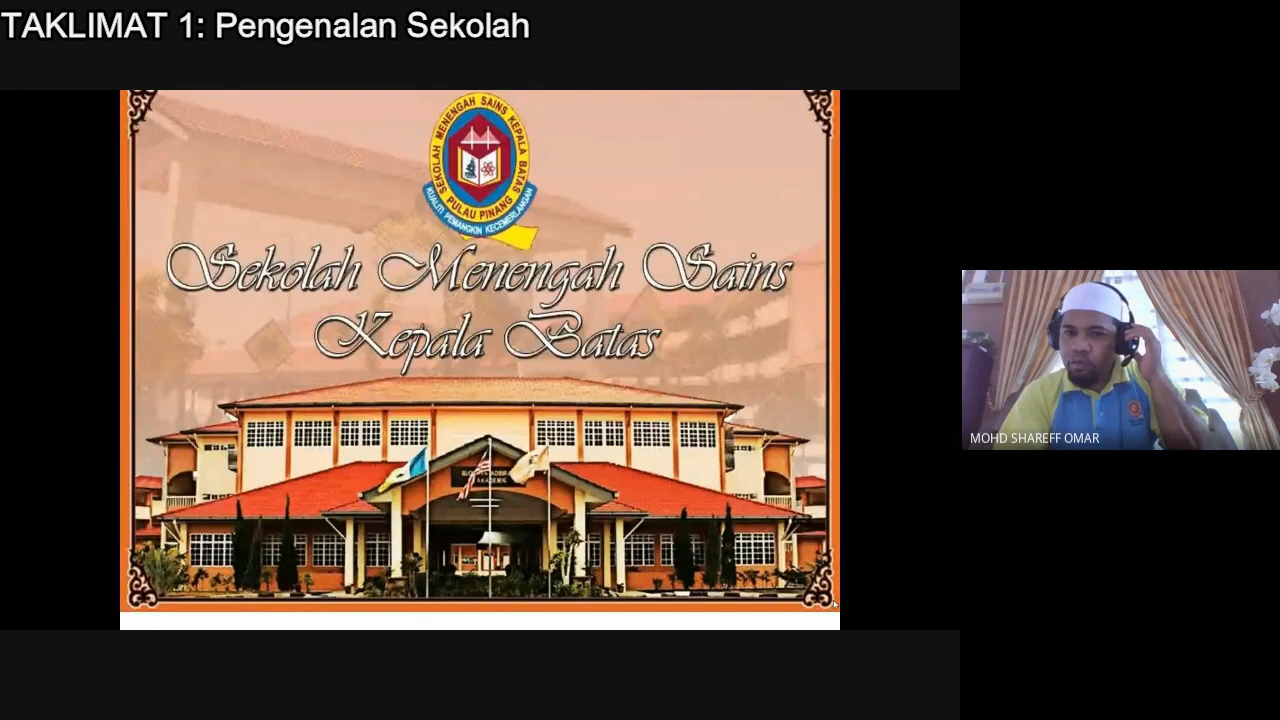 TAKLIMAT 1: Pengenalan Sekolah
SEKOLAH MENENGAH SAINS KEPALA BATAS
PULAU PINANG
KUALITI PEMANGKIN KECEMERLANGAN
Sekolah Menengah Sains
Kepala Batas
AKADEMIK
MOHD SHAREFF OMAR